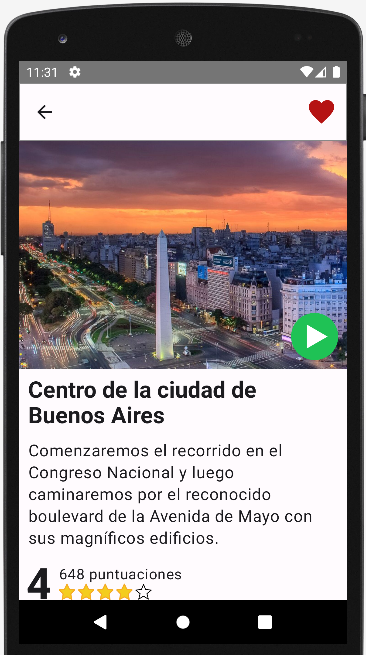 11:31
Centro de la ciudad de
Buenos Aires
Comenzaremos el recorrido en el
Congreso Nacional y luego
caminaremos por el reconocido
boulevard de la Avenida de Mayo con
sus magníficos edificios.
4
648 puntuaciones